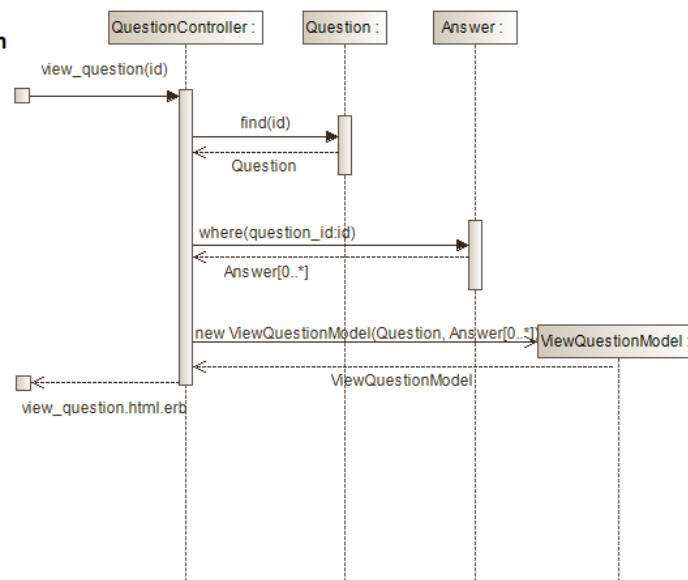 QuestionController :
Question :
Answer :
n
view_question(id)
find(id)
Question
where(question_id:id)
Answer[0..*]
new ViewQuestionModel(Question, Answer[0..*])
ViewQuestionModel :
ViewQuestionModel
view_question.html.erb